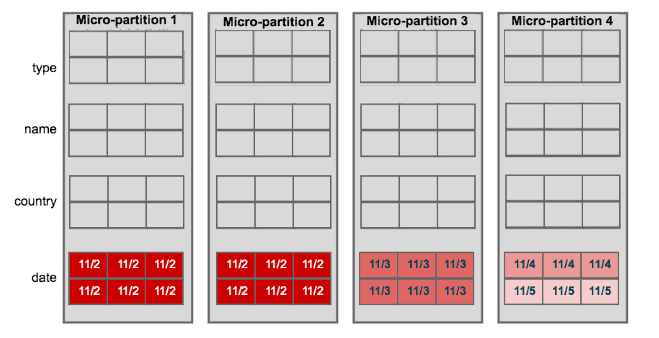 Micro-partition 1 Micro-partition 2 Micro-partition 3 Micro-partition 4
type
name
country
date
11/2 11/2 11/2 11/2 11/2 11/2 11/3 11/3 11/3 11/4 11/4 11/4
11/2 11/2 11/2 11/2 11/2 11/2 11/3 11/3 11/3 11/5 11/5 11/5